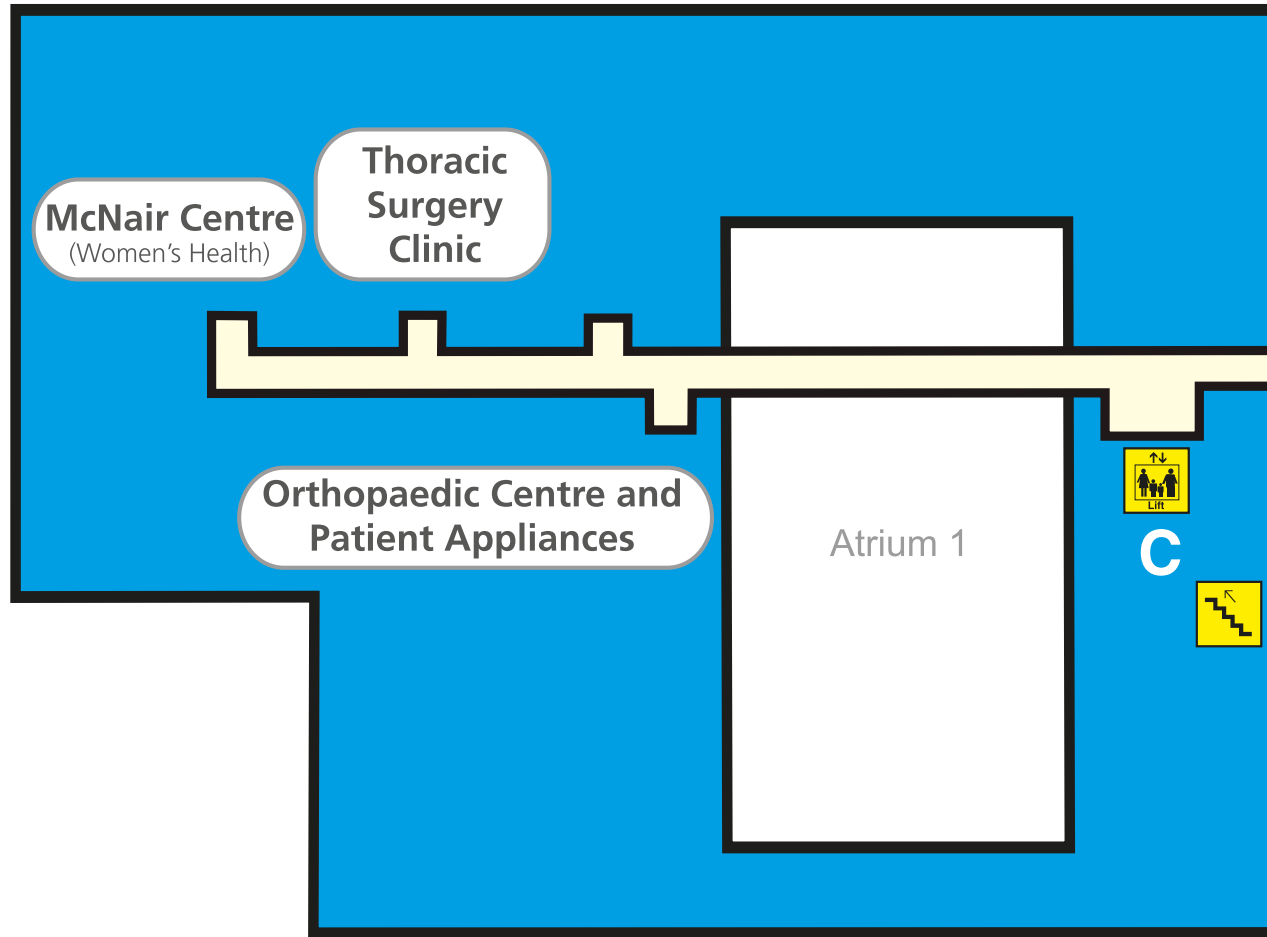 Thoracic
Surgery
Clinic
McNair Centre
(Women’s Health)
Orthopaedic Centre and
Patient Appliances
Atrium 1
Lift
C